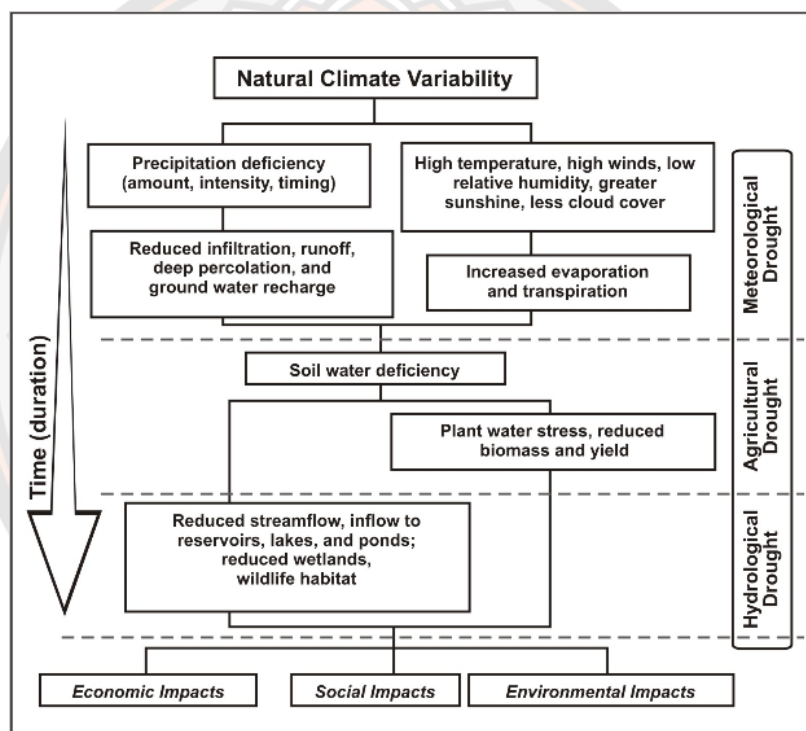 Natural Climate Variability
Precipitation deficiency
(amount, intensity, timing)
High temperature, high winds, low
relative humidity, greater
sunshine, less cloud cover
Reduced infiltration, runoff,
deep percolation, and
ground water recharge
Increased evaporation
and transpiration
Meteorological
Drought
Time (duration)
Soil water deficiency
Plant water stress, reduced
biomass and yield
Agricultural
Drought
Reduced streamflow, inflow to
reservoirs, lakes, and ponds;
reduced wetlands,
wildlife habitat
Hydrological
Drought
Economic Impacts
Social Impacts
Environmental Impacts